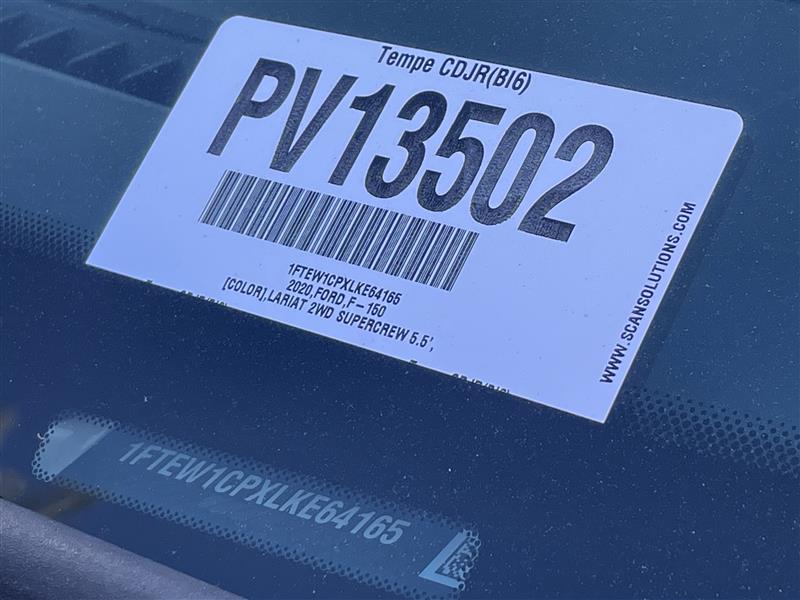 Tempe CDJR(BI6)
PV13502
1FTEW1CPXLKE64165
2020,FORD,F-150
[COLOR],LARIAT 2WD SUPERCREW 5.5',
WWW.SCANSOLUTIONS.COM
1FTEW1CPXLKE64165